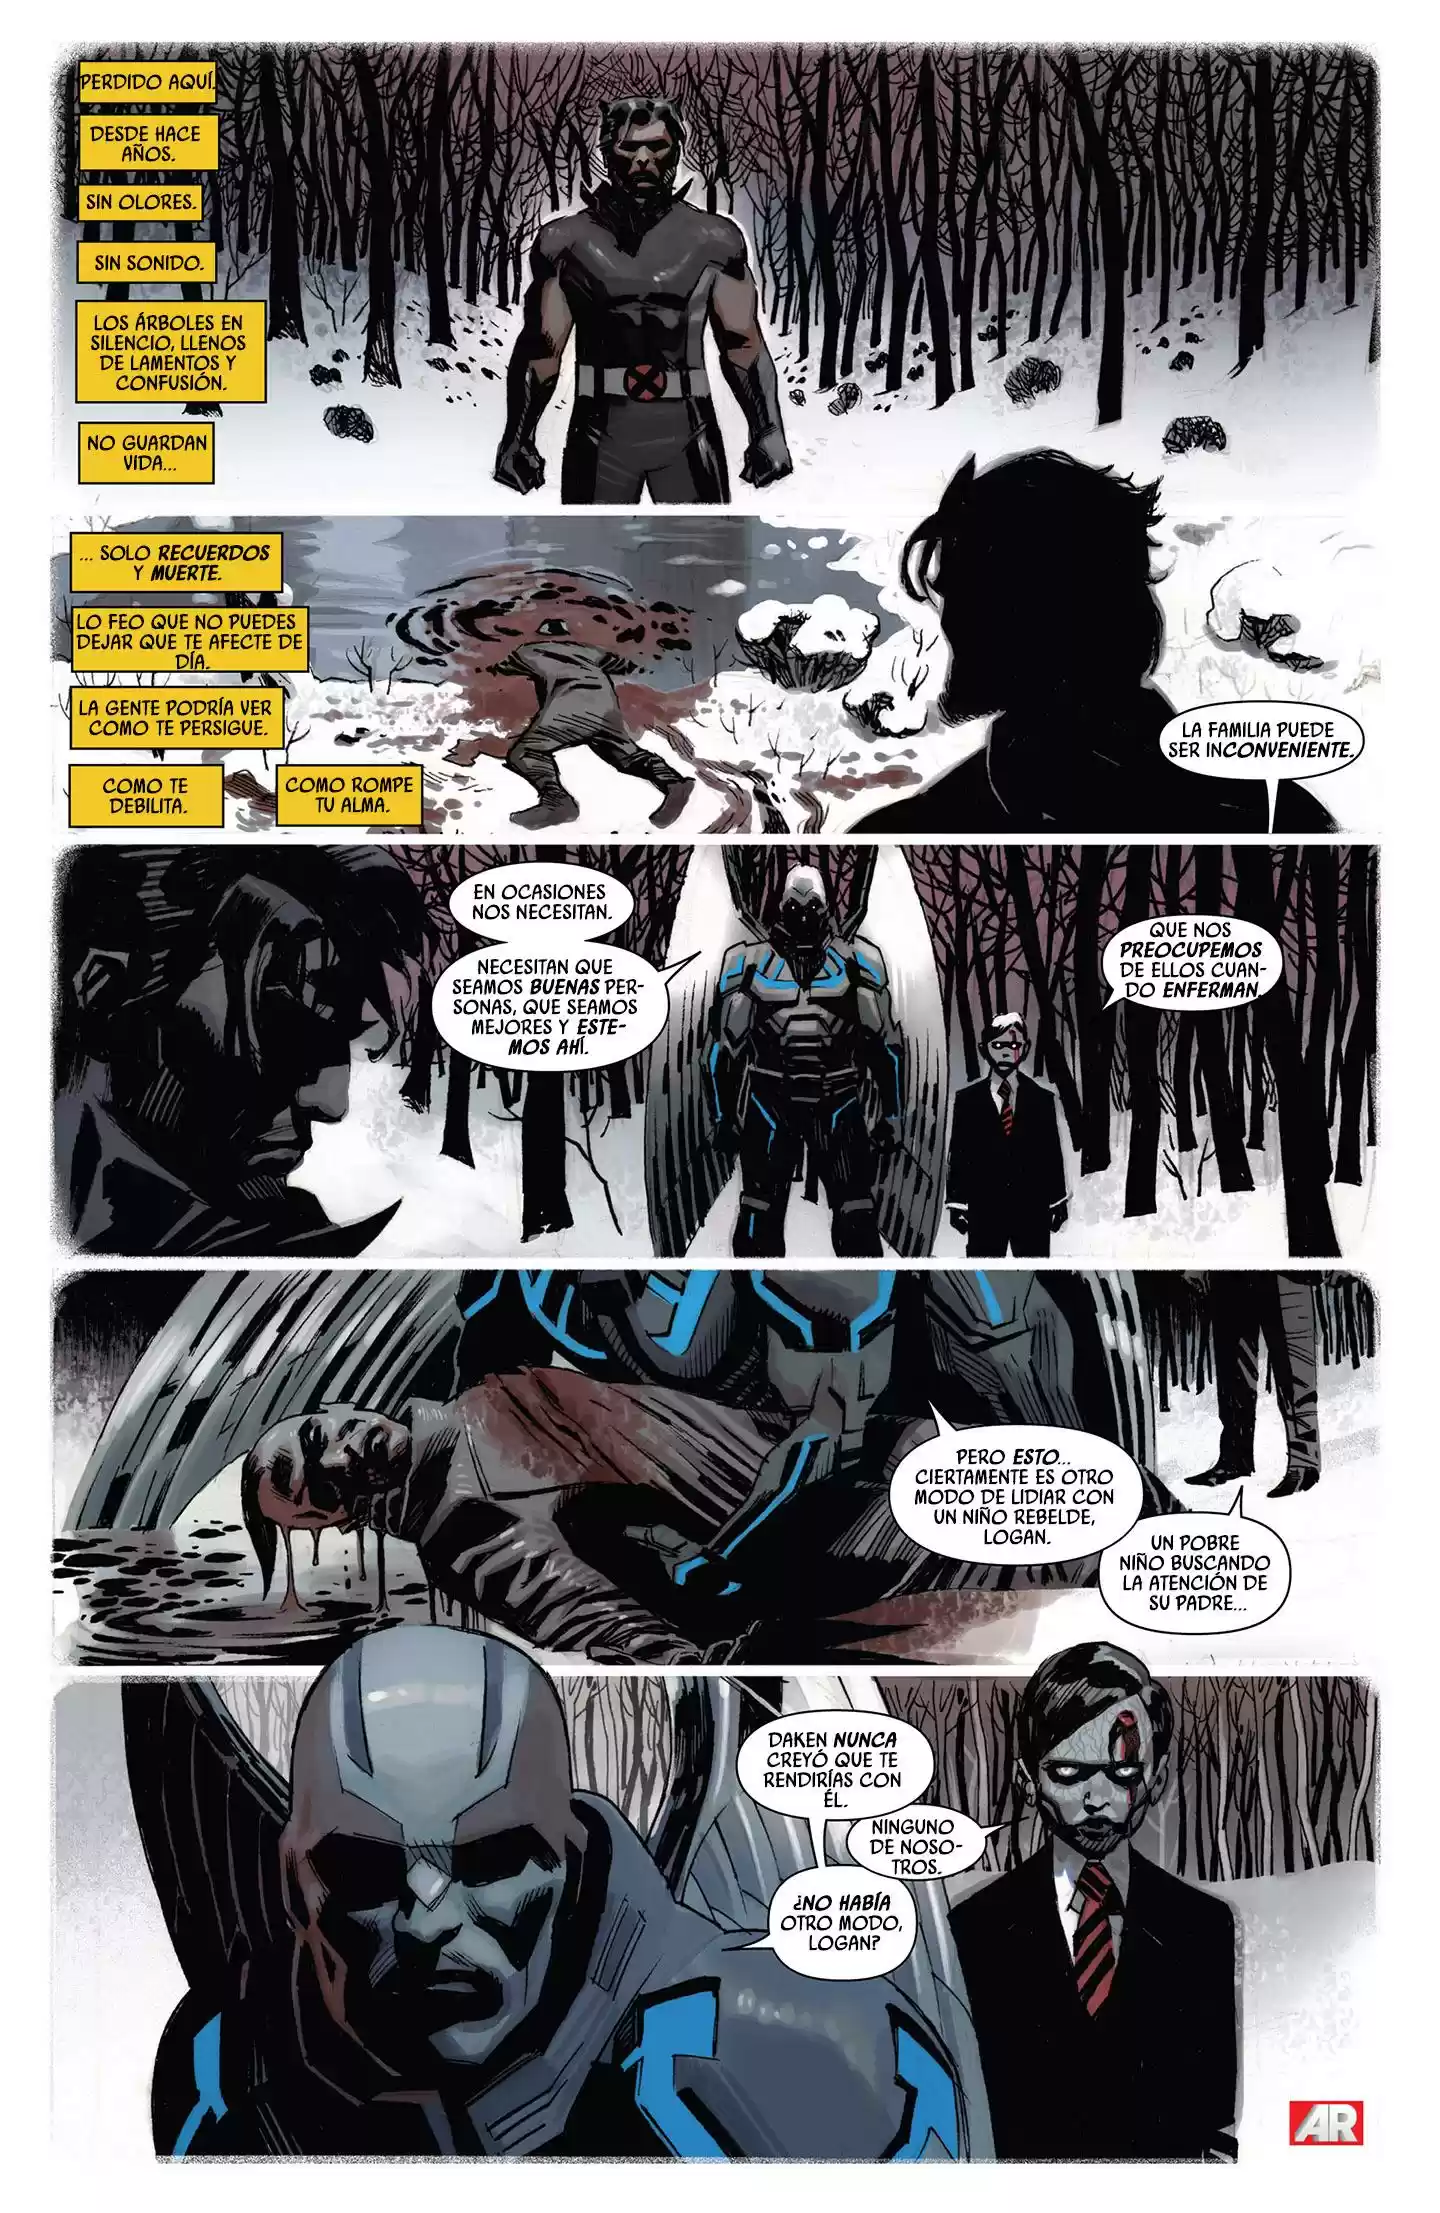 PERDIDO AQUÍ.
DESDE HACE
AÑOS.
SIN OLORES.
SIN SONIDO.
LOS ÁRBOLES EN
SILENCIO, LLENOS
DE LAMENTOS Y
CONFUSIÓN.
NO GUARDAN
VIDA...
... SOLO RECUERDOS
Y MUERTE.
LO FEO QUE NO PUEDES
DEJAR QUE TE AFECTE DE
DÍA.
LA GENTE PODRÍA VER
COMO TE PERSIGUE.
COMO TE
DEBILITA.
COMO ROMPE
TU ALMA.
LA FAMILIA PUEDE
SER INCONVENIENTE.
EN OCASIONES
NOS NECESITAN.
NECESITAN QUE
SEAMOS BUENAS PER-
SONAS, QUE SEAMOS
MEJORES Y ESTE-
MOS AHÍ.
QUE NOS
PREOCUPEMOS
DE ELLOS CUAN-
DO ENFERMAN.
PERO ESTO...
CIERTAMENTE ES OTRO
MODO DE LIDIAR CON
UN NIÑO REBELDE,
LOGAN.
UN POBRE
NIÑO BUSCANDO
LA ATENCIÓN DE
SU PADRE...
DAKEN NUNCA
CREYÓ QUE TE
RENDIRÍAS CON
ÉL.
NINGUNO
DE NOSO-
TROS.
¿NO HABÍA
OTRO MODO,
LOGAN?
AR